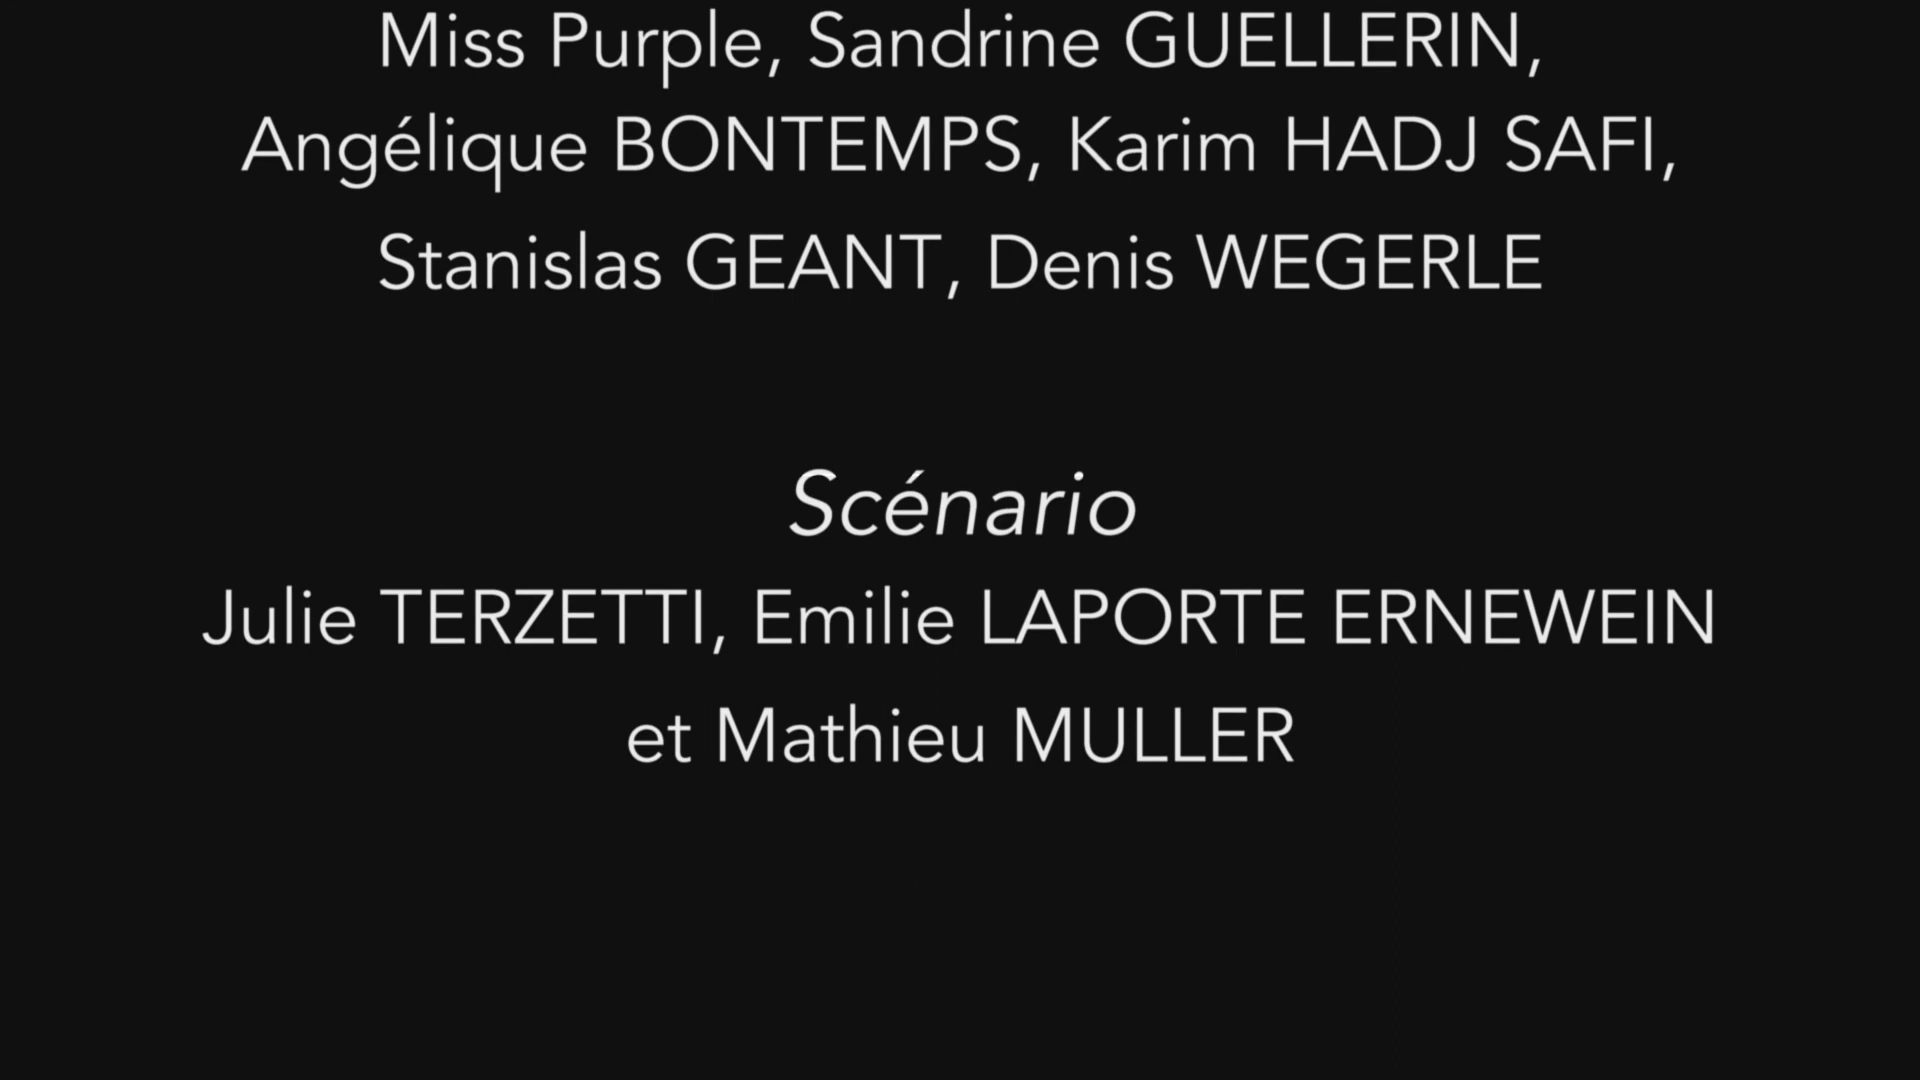 Miss Purple, Sandrine GUELLERIN,
Angélique BONTEMPS, Karim HADJ SAFI,
Stanislas GEANT, Denis WEGERLE
Scénario
Julie TERZETTI, Emilie LAPORTE ERNEWEIN
et Mathieu MULLER